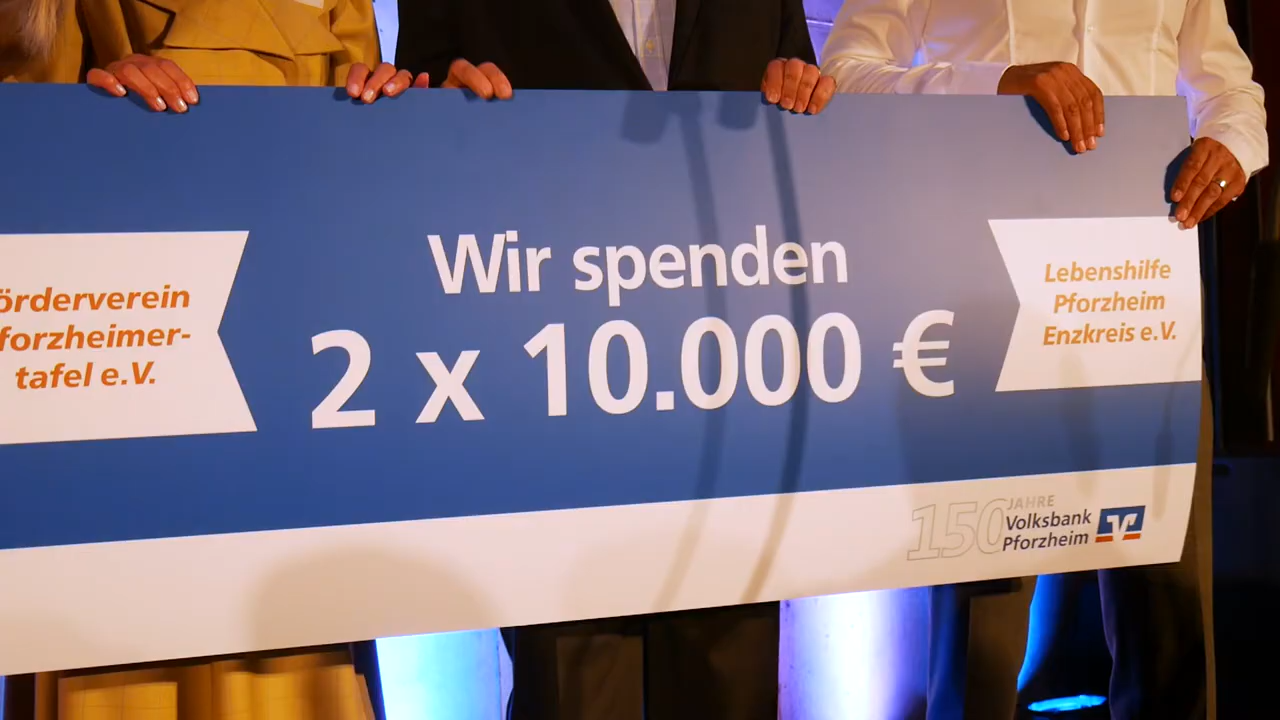 örderverein
forzheimer-
tafel e.V.
Wir spenden
2 x 10.000 €
Lebenshilfe
Pforzheim
Enzkreis e.V.
150 JAHRE
Volksbank
Pforzheim